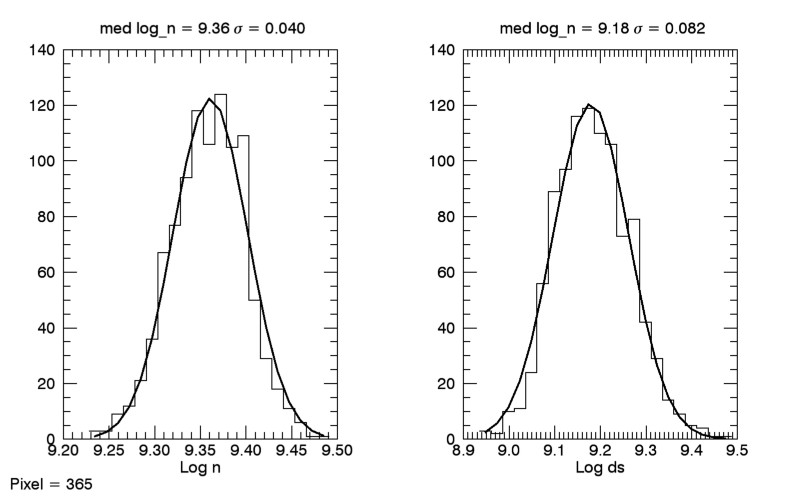 med log_n = 9.36 σ = 0.040
140
120
100
80
60
40
20
0
9.20 9.25 9.30 9.35 9.40 9.45 9.50
Log n
med log_n = 9.18 σ = 0.082
140
120
100
80
60
40
20
0
8.9 9.0 9.1 9.2 9.3 9.4 9.5
Log ds
Pixel = 365